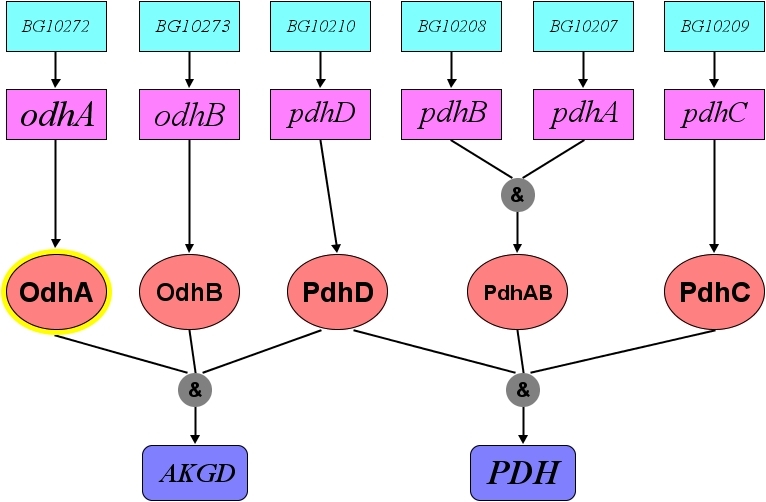 BG10272 BG10273 BG10210 BG10208 BG10207 BG10209
odhA odhB pdhD pdhB pdhA pdhC
&
OdhA OdhB PdhD PdhAB PdhC
& &
AKGD PDH